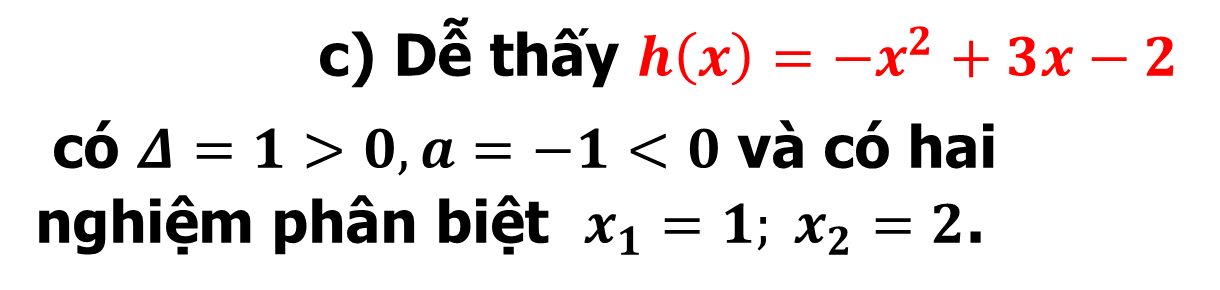 c) Dễ thấy h(x) = −x² + 3x − 2
có Δ = 1 > 0, a = −1 < 0 và có hai
nghiệm phân biệt x₁ = 1; x₂ = 2.